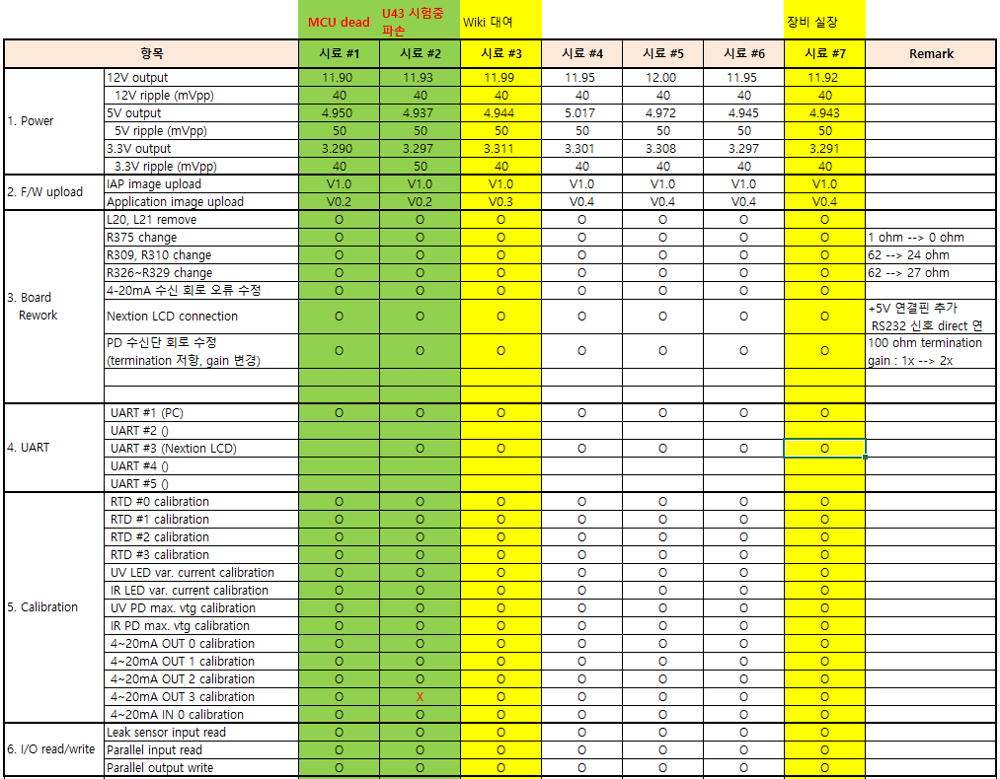 MCU dead U43 시험중 파손 Wiki 대여 장비 실장
항목 시료 #1 시료 #2 시료 #3 시료 #4 시료 #5 시료 #6 시료 #7 Remark
1. Power
12V output 11.90 11.93 11.99 11.95 12.00 11.95 11.92
12V ripple (mVpp) 40 40 40 40 40 40 40
5V output 4.950 4.937 4.944 5.017 4.972 4.945 4.943
5V ripple (mVpp) 50 50 50 50 50 50 50
3.3V output 3.290 3.297 3.311 3.301 3.308 3.297 3.291
3.3V ripple (mVpp) 40 50 40 40 40 40 40
2. F/W upload
IAP image upload V1.0 V1.0 V1.0 V1.0 V1.0 V1.0 V1.0
Application image upload V0.2 V0.2 V0.3 V0.4 V0.4 V0.4 V0.4
3. Board
Rework
L20, L21 remove O O O O O O O
R375 change O O O O O O O 1 ohm --> 0 ohm
R309, R310 change O O O O O O O 62 --> 24 ohm
R326~R329 change O O O O O O O 62 --> 27 ohm
4-20mA 수신 회로 오류 수정 O O O O O O O
Nextion LCD connection O O O O O O O +5V 연결핀 추가
RS232 신호 direct 연
PD 수신단 회로 수정
(termination 저항, gain 변경) O O O O O O O 100 ohm termination
gain : 1x --> 2x
4. UART
UART #1 (PC) O O O O O O O
UART #2 ()
UART #3 (Nextion LCD) O O O O O O
UART #4 ()
UART #5 ()
5. Calibration
RTD #0 calibration O O O O O O O
RTD #1 calibration O O O O O O O
RTD #2 calibration O O O O O O O
RTD #3 calibration O O O O O O O
UV LED var. current calibration O O O O O O O
IR LED var. current calibration O O O O O O O
UV PD max. vtg calibration O O O O O O O
IR PD max. vtg calibration O O O O O O O
4~20mA OUT 0 calibration O O O O O O O
4~20mA OUT 1 calibration O O O O O O O
4~20mA OUT 2 calibration O O O O O O O
4~20mA OUT 3 calibration O X O O O O O
4~20mA IN 0 calibration O O O O O O O
6. I/O read/write
Leak sensor input read O O O O O O O
Parallel input read O O O O O O O
Parallel output write O O O O O O O